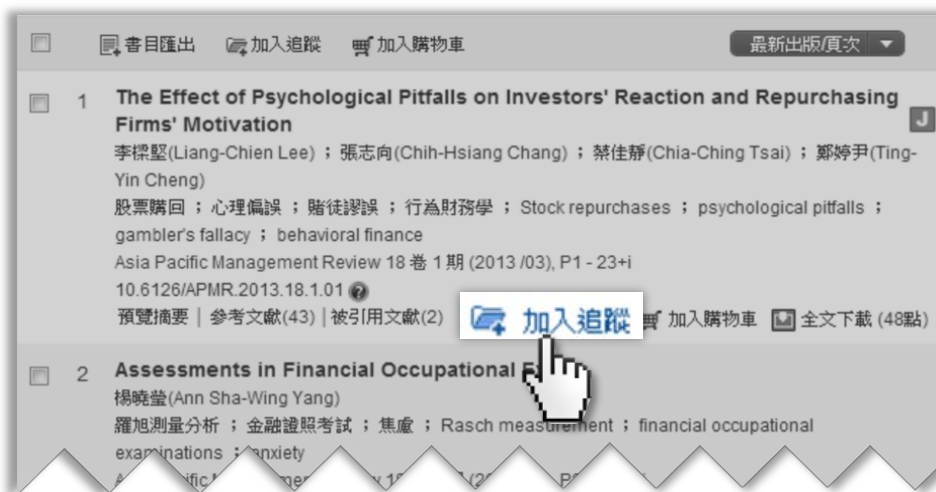 書目匯出 加入追蹤 加入購物車 最新出版/頁次
1 The Effect of Psychological Pitfalls on Investors' Reaction and Repurchasing
Firms' Motivation
J
李樑堅(Liang-Chien Lee) ; 張志向(Chih-Hsiang Chang) ; 蔡佳靜(Chia-Ching Tsai) ; 鄭婷尹(Ting-
Yin Cheng)
股票購回 ; 心理偏誤 ; 賭徒謬誤 ; 行為財務學 ; Stock repurchases ; psychological pitfalls ;
gambler's fallacy ; behavioral finance
Asia Pacific Management Review 18 卷 1 期 (2013 /03), P1 - 23+i
10.6126/APMR.2013.18.1.01 ?
預覽摘要 | 參考文獻(43) | 被引用文獻(2) 加入追蹤 加入購物車 全文下載 (48點)
2 Assessments in Financial Occupational
楊曉瑩(Ann Sha-Wing Yang)
羅旭測量分析 ; 金融證照考試 ; 焦慮 ; Rasch measurement ; financial occupational
examinations ; anxiety